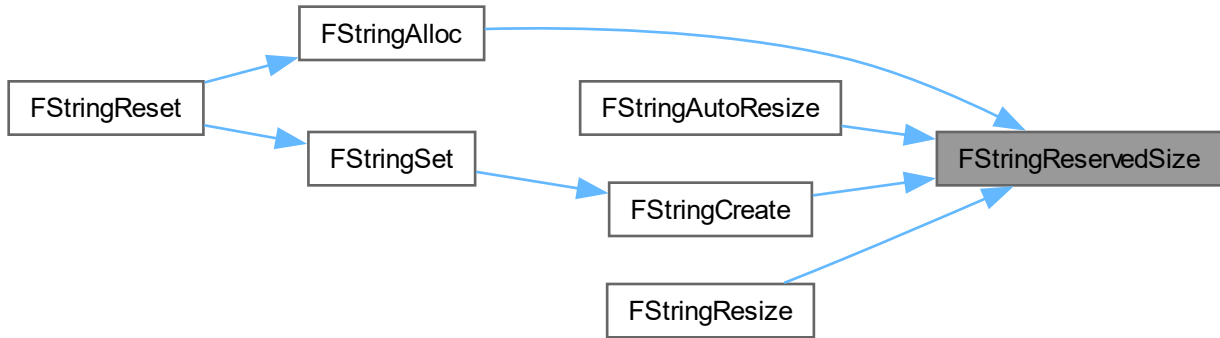 FStringAlloc
FStringReset
FStringAutoResize
FStringSet
FStringReservedSize
FStringCreate
FStringResize